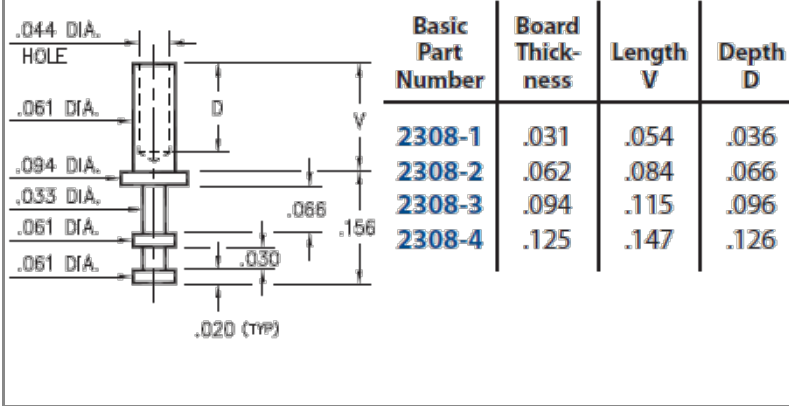 .044 DIA.
HOLE
.061 DIA.
.094 DIA.
.033 DIA.
.061 DIA.
.061 DIA.
D
V
.066
.156
.030
.020 (TYP)
Basic Part Number Board Thick- ness Length V Depth D
2308-1 .031 .054 .036
2308-2 .062 .084 .066
2308-3 .094 .115 .096
2308-4 .125 .147 .126